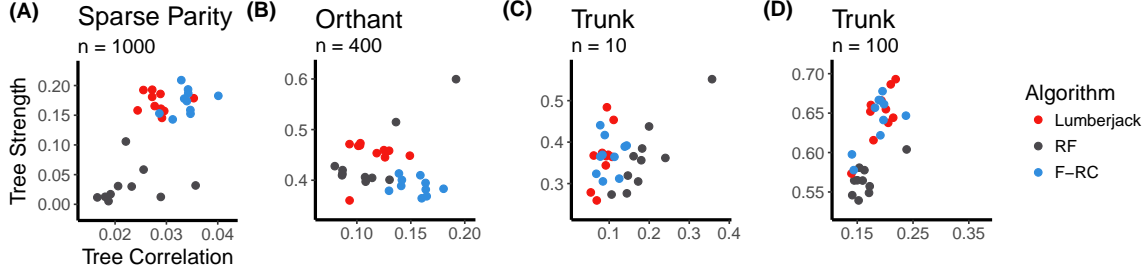 (A) Sparse Parity
n = 1000
0.20
0.15
0.10
0.05
0.00
0.02 0.03 0.04
Tree Correlation
Tree Strength
(B) Orthant
n = 400
0.6
0.5
0.4
0.10 0.15 0.20
(C) Trunk
n = 10
0.5
0.4
0.3
0.1 0.2 0.3 0.4
(D) Trunk
n = 100
0.70
0.65
0.60
0.55
0.15 0.25 0.35
Algorithm
Lumberjack
RF
F−RC